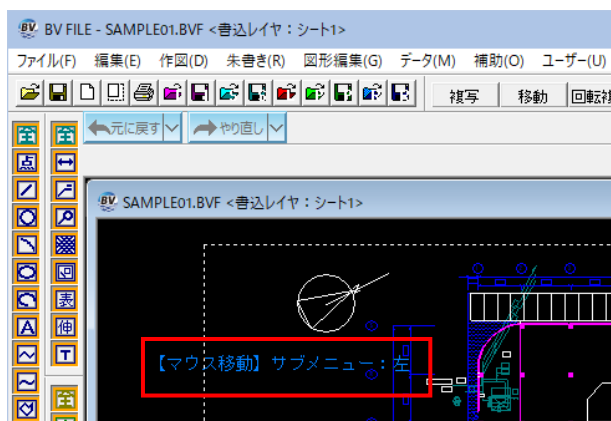 BV FILE - SAMPLE01.BVF <書込レイヤ：シート1>
ファイル(F) 編集(E) 作図(D) 朱書き(R) 図形編集(G) データ(M) 補助(O) ユーザー(U)
複写 移動 回転複
全 全 元に戻す やり直し
点
SAMPLE01.BVF <書込レイヤ：シート1>
表
A 伸
【マウス移動】サブメニュー：左
T
全